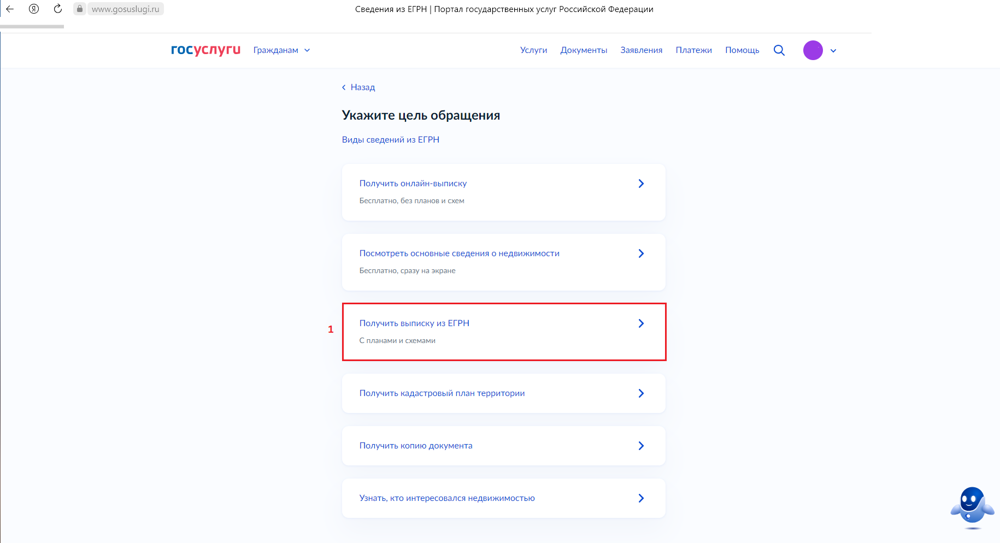 www.gosuslugi.ru
Сведения из ЕГРН | Портал государственных услуг Российской Федерации
госуслуги Гражданам Услуги Документы Заявления Платежи Помощь
Назад
Укажите цель обращения
Виды сведений из ЕГРН
Получить онлайн-выписку
Бесплатно, без планов и схем
Посмотреть основные сведения о недвижимости
Бесплатно, сразу на экране
1
Получить выписку из ЕГРН
С планами и схемами
Получить кадастровый план территории
Получить копию документа
Узнать, кто интересовался недвижимостью